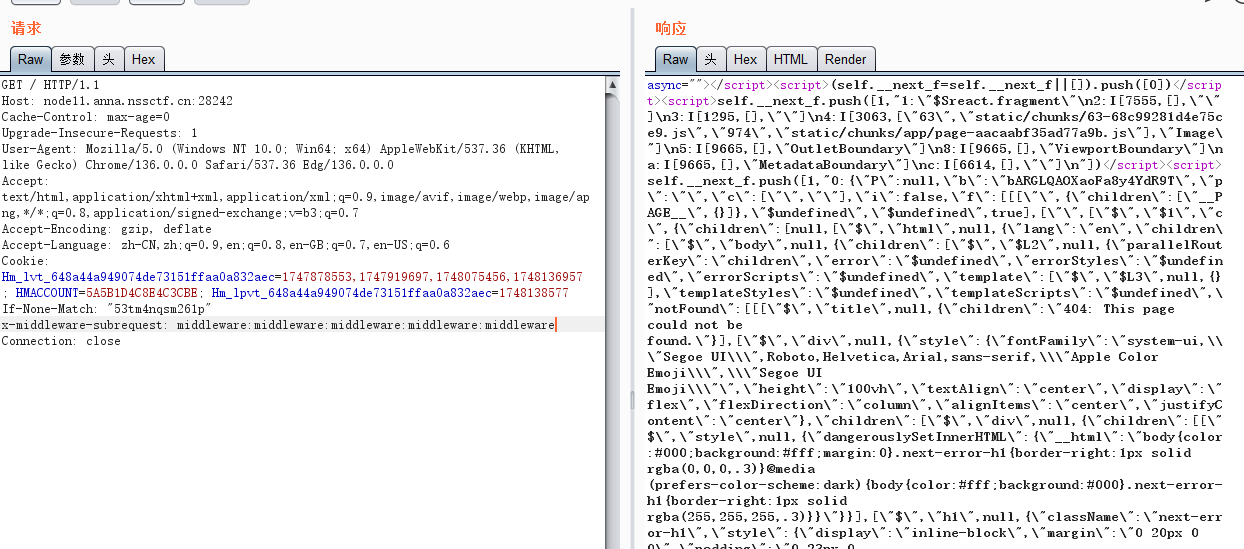 请求
Raw 参数 头 Hex
GET / HTTP/1.1
Host: node11.anna.nssctf.cn:28242
Cache-Control: max-age=0
Upgrade-Insecure-Requests: 1
User-Agent: Mozilla/5.0 (Windows NT 10.0; Win64; x64) AppleWebKit/537.36 (KHTML,
like Gecko) Chrome/136.0.0.0 Safari/537.36 Edg/136.0.0.0
Accept:
text/html,application/xhtml+xml,application/xml;q=0.9,image/avif,image/webp,image/ap
ng,*/*;q=0.8,application/signed-exchange;v=b3;q=0.7
Accept-Encoding: gzip, deflate
Accept-Language: zh-CN,zh;q=0.9,en;q=0.8,en-GB;q=0.7,en-US;q=0.6
Cookie:
Hm_lvt_648a44a949074de73151ffaa0a832aec=1747878553,1747919697,1748075456,1748136957
; HMACCOUNT=5A5B1D4C8E4C3CBE; Hm_lpvt_648a44a949074de73151ffaa0a832aec=1748138577
If-None-Match: "53tm4nqsm261p"
x-middleware-subrequest: middleware:middleware:middleware:middleware:middleware
Connection: close
响应
Raw 头 Hex HTML Render
async=""></script><script>(self.__next_f=self.__next_f||[]).push([0])</scrip
t><script>self.__next_f.push([1,"1:\"$Sreact.fragment\"\n2:I[7555,[],\"\"
]\n3:I[1295,[],\"\"]\n4:I[3063,[\"63\",\"static/chunks/63-68c99281d4e75c
e9.js\",\"974\",\"static/chunks/app/page-aacaabf35ad77a9b.js\"],\"Image\"
]\n5:I[9665,[],\"OutletBoundary\"]\n8:I[9665,[],\"ViewportBoundary\"]\n
a:I[9665,[],\"MetadataBoundary\"]\nc:I[6614,[],\"\"]\n"])</script><script>
self.__next_f.push([1,"0:{\"P\":null,\"b\":\"bARGLQAOXaoFa8y4YdR9T\",\"p
\":\"\",\"c\":[\"\",\"\"],\"i\":false,\"f\":[[[\"\",{\"children\":[\"__P
AGE__\",{}]},\"$undefined\",\"$undefined\",true],[\"\",[\"$\",\"$1\",\"c
\",{\"children\":[null,[\"$\",\"html\",null,{\"lang\":\"en\",\"children\
":[\"$\",\"body\",null,{\"children\":[\"$\",\"$L2\",null,{\"parallelRout
erKey\":\"children\",\"error\":\"$undefined\",\"errorStyles\":\"$undefin
ed\",\"errorScripts\":\"$undefined\",\"template\":[\"$\",\"$L3\",null,{}
],\"templateStyles\":\"$undefined\",\"templateScripts\":\"$undefined\",\
"notFound\":[[[\"$\",\"title\",null,{\"children\":\"404: This page
could not be
found.\"}],[\"$\",\"div\",null,{\"style\":{\"fontFamily\":\"system-ui,\\
\"Segoe UI\\\",Roboto,Helvetica,Arial,sans-serif,\\\"Apple Color
Emoji\\\",\\\"Segoe UI
Emoji\\\"\",\"height\":\"100vh\",\"textAlign\":\"center\",\"display\":\"
flex\",\"flexDirection\":\"column\",\"alignItems\":\"center\",\"justifyC
ontent\":\"center\"},\"children\":[\"$\",\"div\",null,{\"children\":[[\"
$\",\"style\",null,{\"dangerouslySetInnerHTML\":{\"__html\":\"body{color
:#000;background:#fff;margin:0}.next-error-h1{border-right:1px solid
rgba(0,0,0,.3)}@media
(prefers-color-scheme:dark){body{color:#fff;background:#000}.next-error-
h1{border-right:1px solid
rgba(255,255,255,.3)}}\"}}],[\"$\",\"h1\",null,{\"className\":\"next-err
or-h1\",\"style\":{\"display\":\"inline-block\",\"margin\":\"0 20px 0
0\",\"padding\":\"0 23px 0